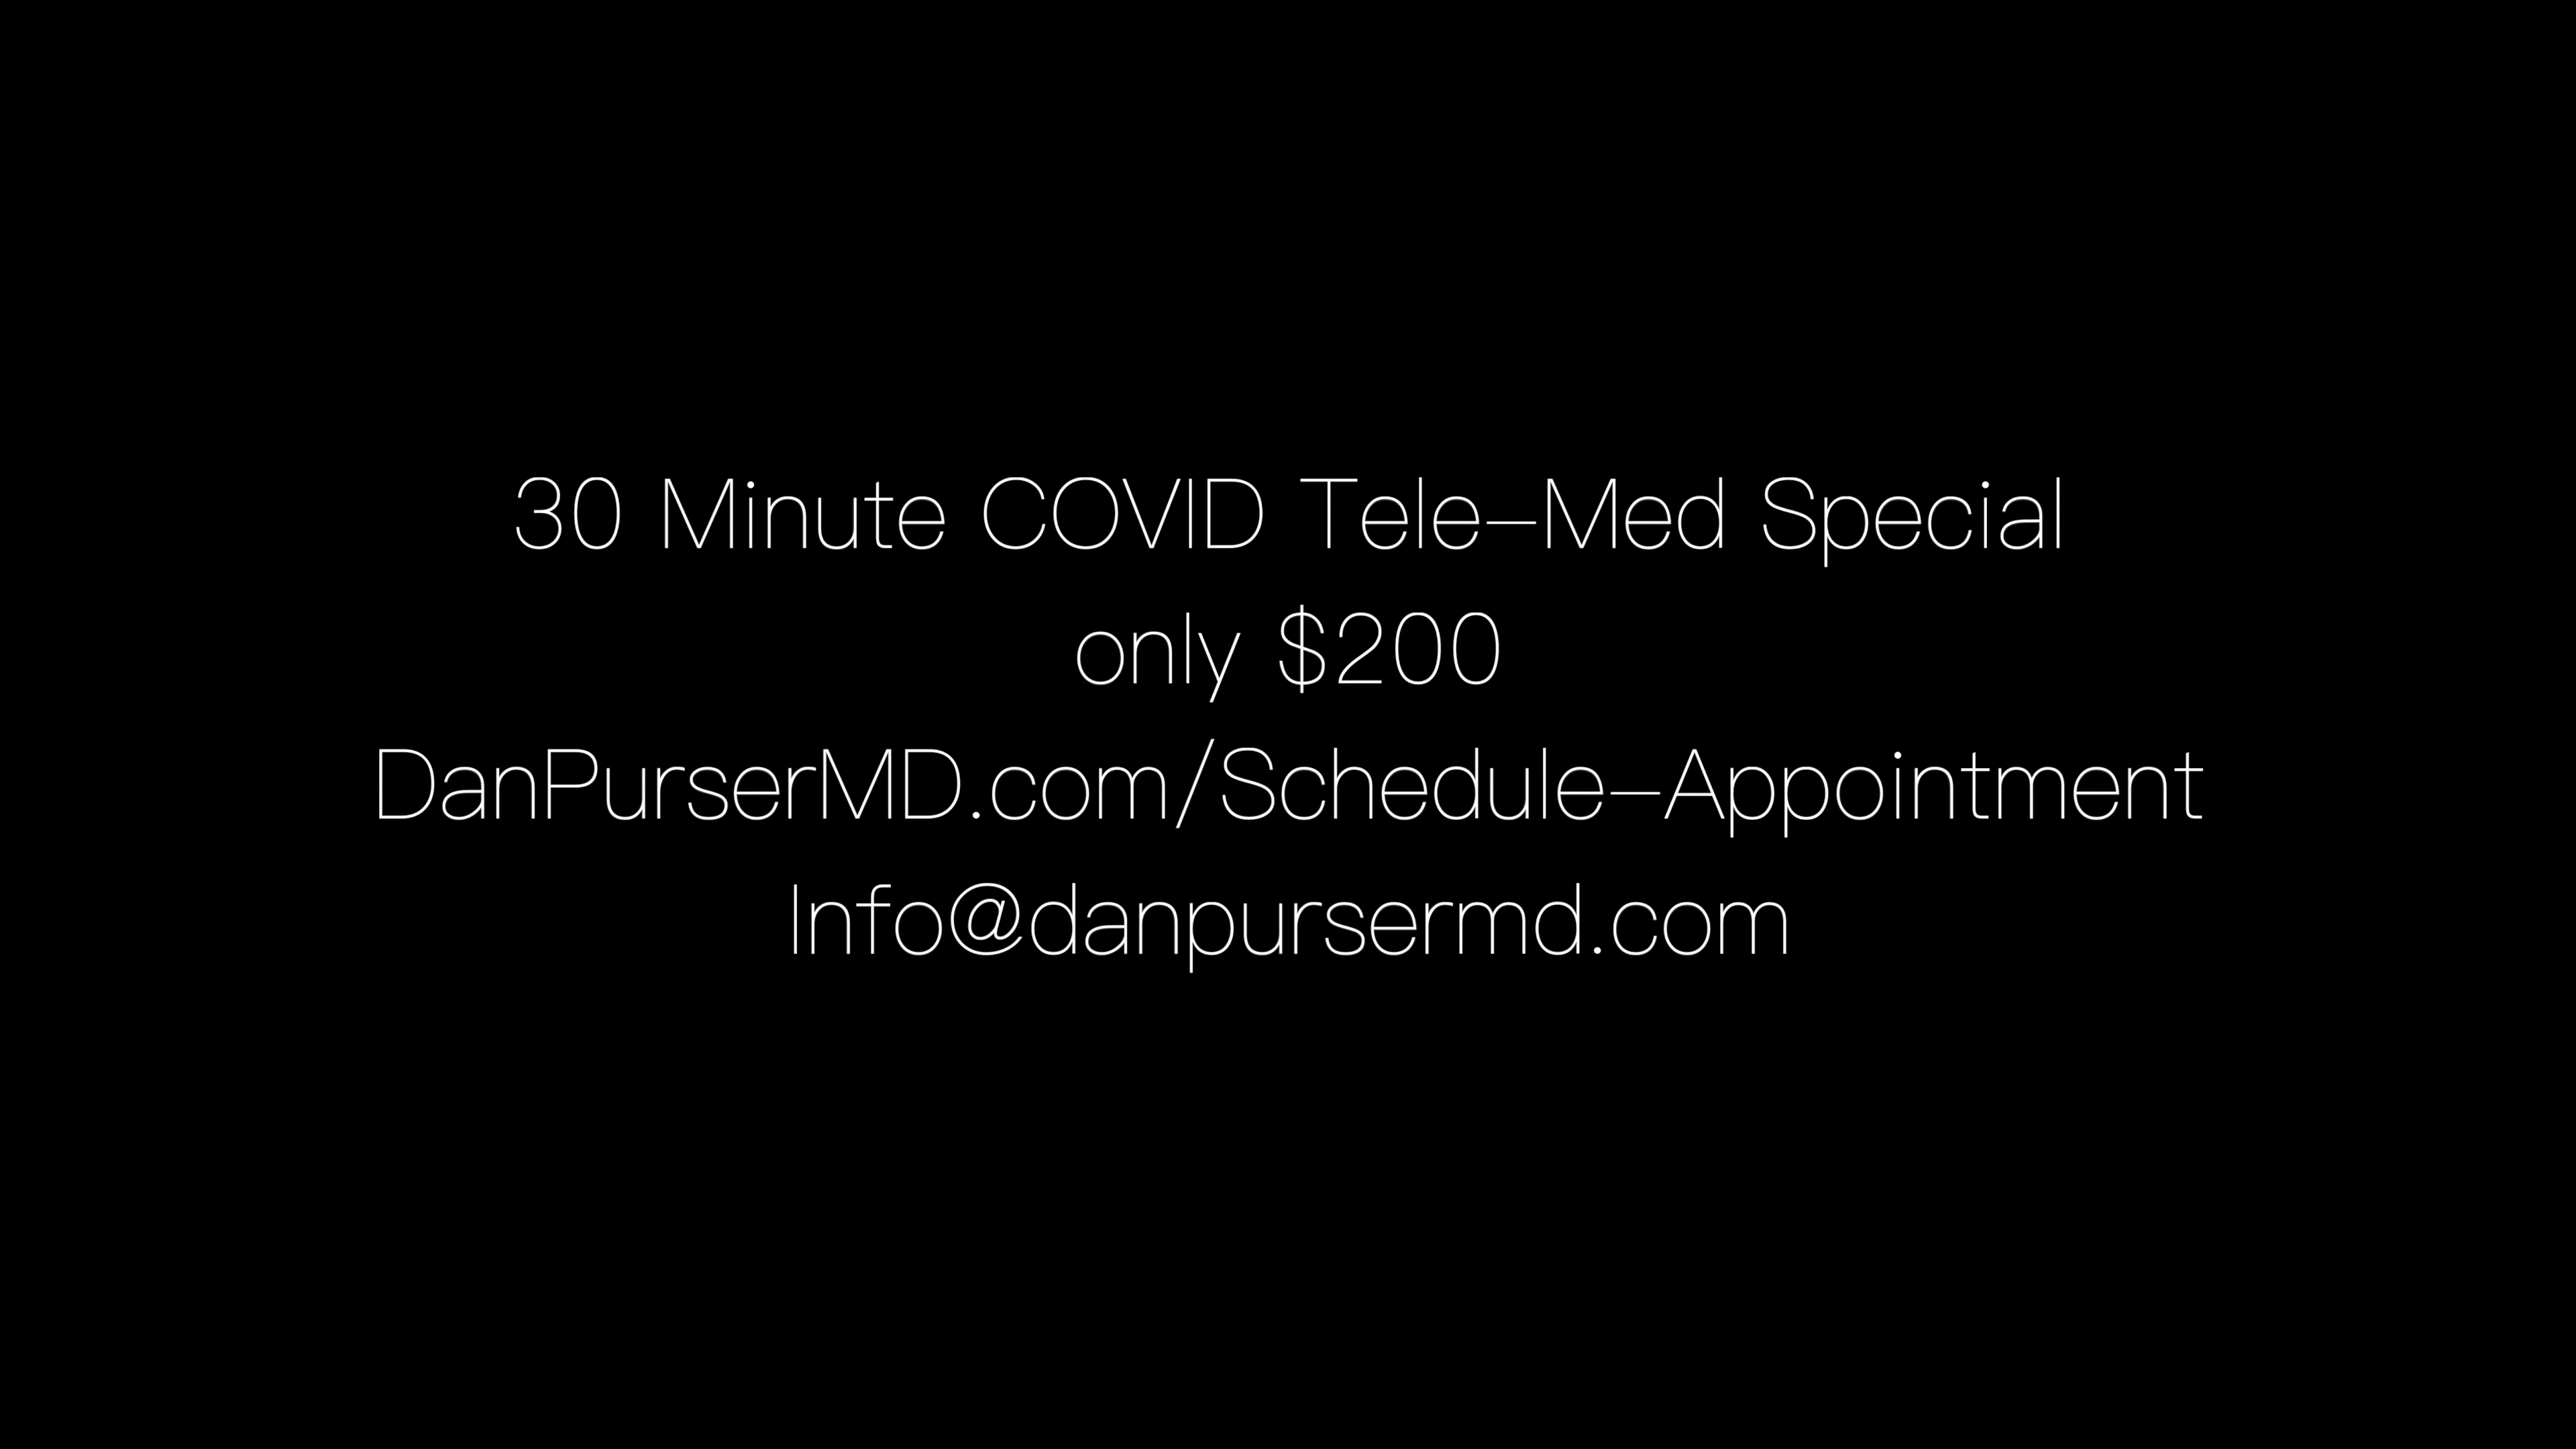 30 Minute COVID Tele-Med Special
only $200
DanPurserMD.com/Schedule-Appointment
Info@danpursermd.com